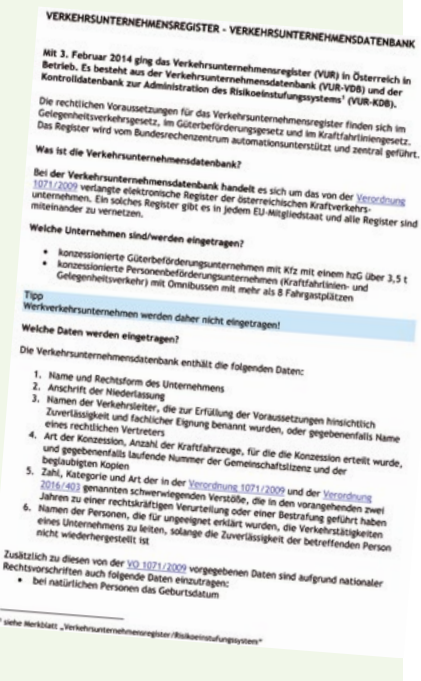 VERKEHRSUNTERNEHMENSREGISTER - VERKEHRSUNTERNEHMENSDATENBANK
Mit 3. Februar 2014 ging das Verkehrsunternehmensregister (VUR) in Österreich in
Betrieb. Es besteht aus der Verkehrsunternehmensdatenbank (VUR-VDB) und der
Kontrolldatenbank zur Administration des Risikoeinstufungssystems¹ (VUR-KDB).
Die rechtlichen Voraussetzungen für das Verkehrsunternehmensregister finden sich im
Gelegenheitsverkehrsgesetz, im Güterbeförderungsgesetz und im Kraftfahrliniengesetz.
Das Register wird vom Bundesrechenzentrum automationsunterstützt und zentral geführt.
Was ist die Verkehrsunternehmensdatenbank?
Bei der Verkehrsunternehmensdatenbank handelt es sich um das von der Verordnung
1071/2009 verlangte elektronische Register der österreichischen Kraftverkehrs-
unternehmen. Ein solches Register gibt es in jedem EU-Mitgliedstaat und alle Register sind
miteinander zu vernetzen.
Welche Unternehmen sind/werden eingetragen?
• konzessionierte Güterbeförderungsunternehmen mit Kfz mit einem hzG über 3,5 t
• konzessionierte Personenbeförderungsunternehmen (Kraftfahrlinien- und
Gelegenheitsverkehr) mit Omnibussen mit mehr als 8 Fahrgastplätzen
Tipp
Werkverkehrsunternehmen werden daher nicht eingetragen!
Welche Daten werden eingetragen?
Die Verkehrsunternehmensdatenbank enthält die folgenden Daten:
1. Name und Rechtsform des Unternehmens
2. Anschrift der Niederlassung
3. Namen der Verkehrsleiter, die zur Erfüllung der Voraussetzungen hinsichtlich
Zuverlässigkeit und fachlicher Eignung benannt wurden, oder gegebenenfalls Name
eines rechtlichen Vertreters
4. Art der Konzession, Anzahl der Kraftfahrzeuge, für die die Konzession erteilt wurde,
und gegebenenfalls laufende Nummer der Gemeinschaftslizenz und der
beglaubigten Kopien
5. Zahl, Kategorie und Art der in der Verordnung 1071/2009 und der Verordnung
2016/403 genannten schwerwiegenden Verstöße, die in den vorangehenden zwei
Jahren zu einer rechtskräftigen Verurteilung oder einer Bestrafung geführt haben
6. Namen der Personen, die für ungeeignet erklärt wurden, die Verkehrstätigkeiten
eines Unternehmens zu leiten, solange die Zuverlässigkeit der betreffenden Person
nicht wiederhergestellt ist
Zusätzlich zu diesen von der VO 1071/2009 vorgegebenen Daten sind aufgrund nationaler
Rechtsvorschriften auch folgende Daten einzutragen:
• bei natürlichen Personen das Geburtsdatum
¹ siehe Merkblatt „Verkehrsunternehmensregister/Risikoeinstufungssystem"